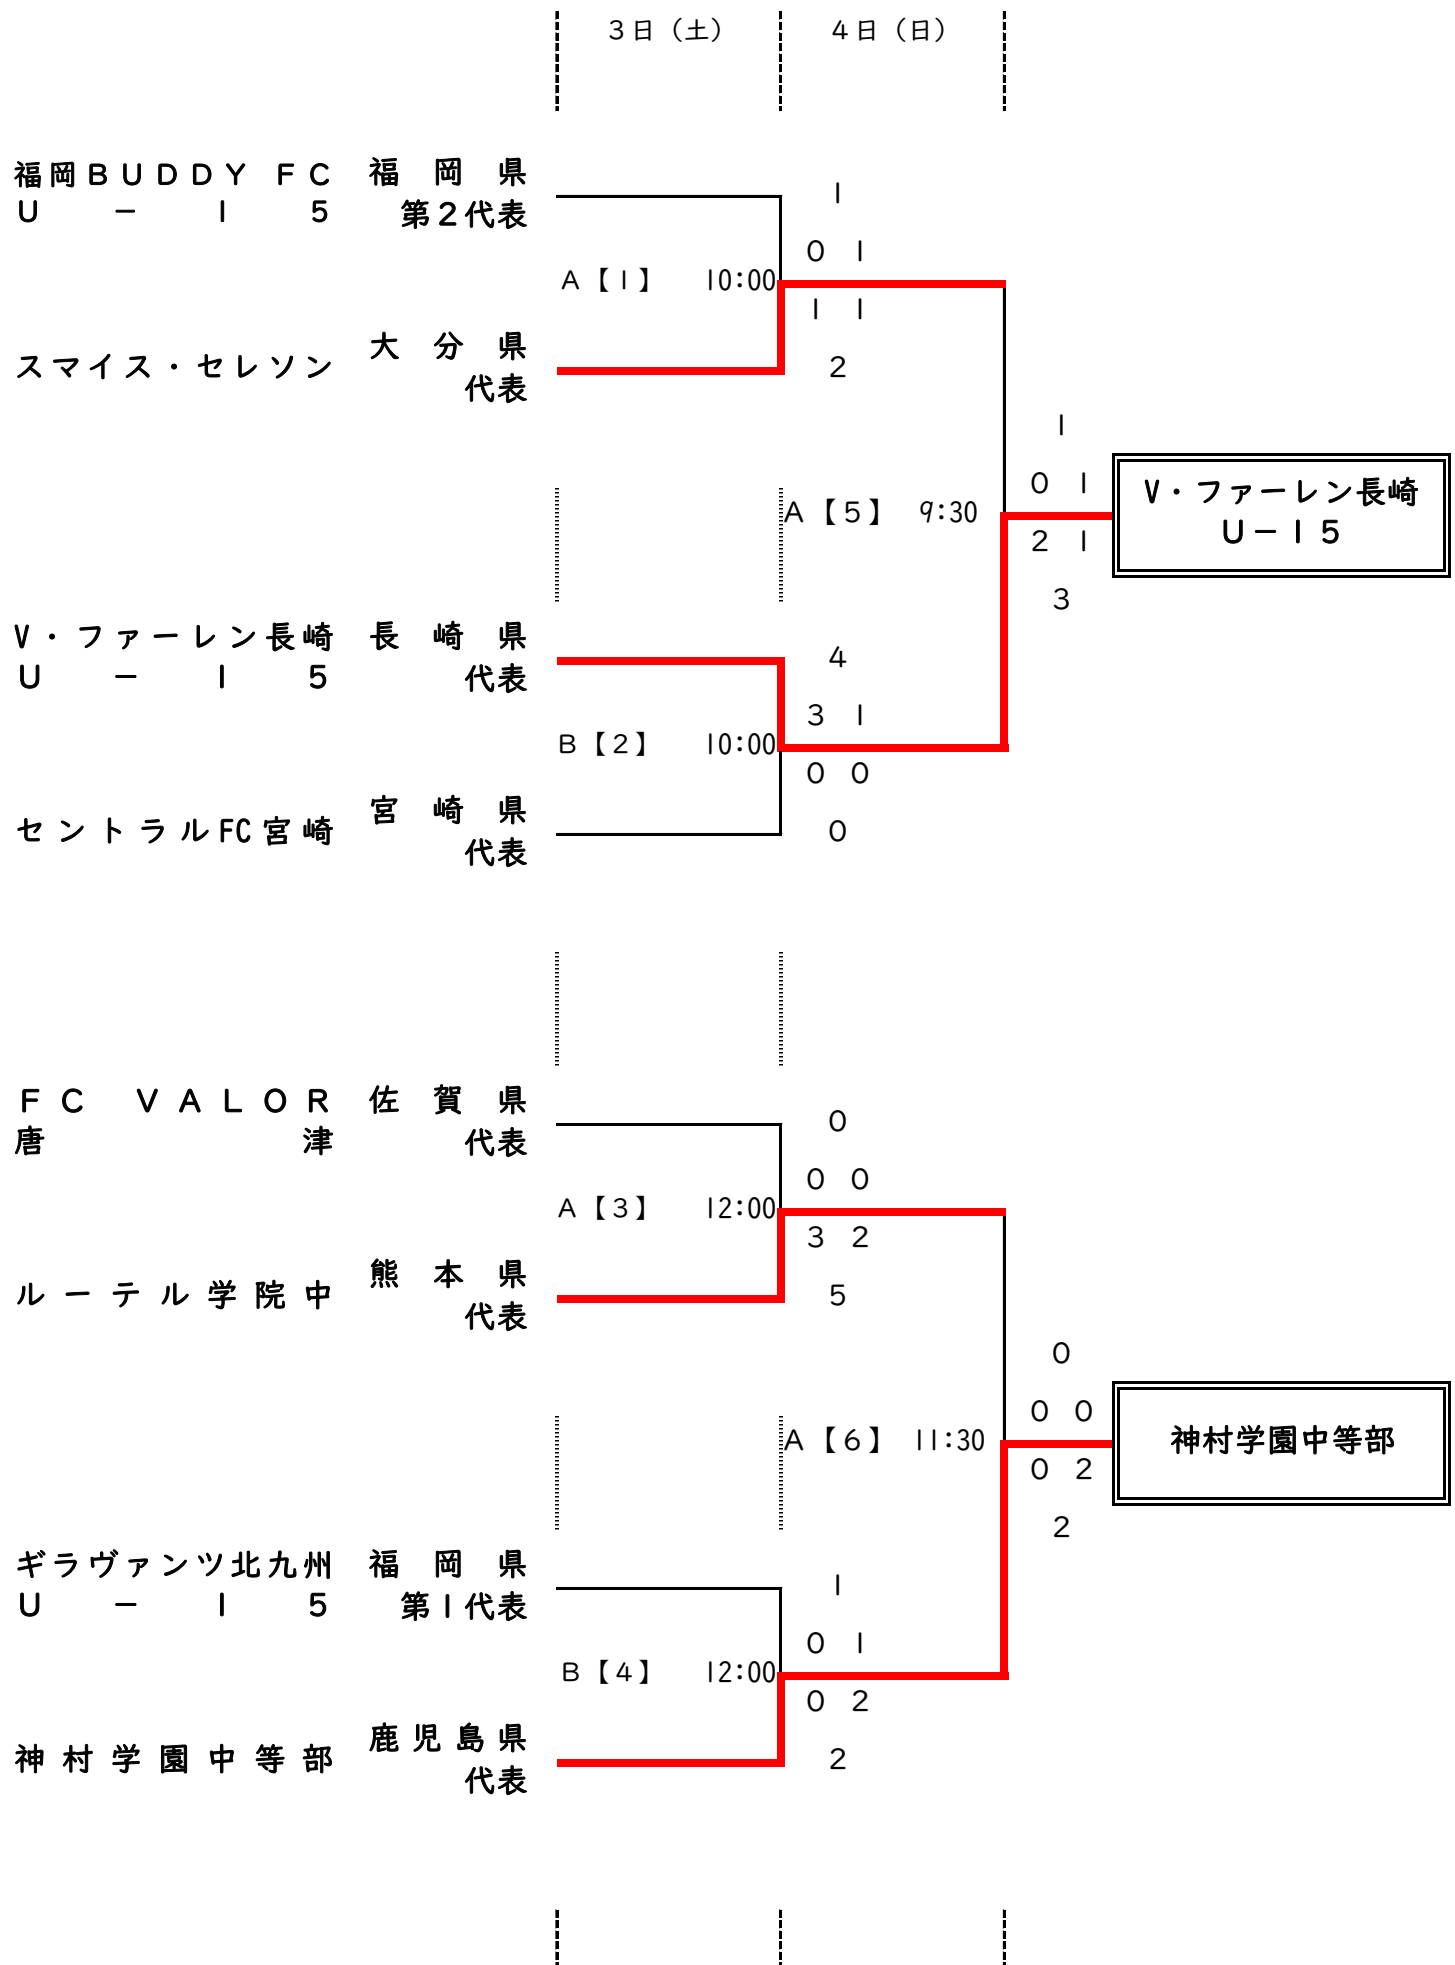 ３日（土） ４日（日）
福岡ＢＵＤＤＹ ＦＣ 福岡県
Ｕ－１５ 第２代表
1
0 1
A【1】 10:00
1 1
スマイス・セレソン 大分県
代表
2
1
0 1
V・ファーレン長崎
Ｕ－１５
A【5】 9:30
2 1
3
V・ファーレン長崎 長崎県
Ｕ－１５ 代表
4
3 1
B【2】 10:00
0 0
セントラルFC宮崎 宮崎県
代表
0
ＦＣ ＶＡＬＯＲ 佐賀県
唐津 代表
0
0 0
A【3】 12:00
3 2
ルーテル学院中 熊本県
代表
5
0
0 0
神村学園中等部
A【6】 11:30
0 2
2
ギラヴァンツ北九州 福岡県
Ｕ－１５ 第１代表
1
0 1
B【4】 12:00
0 2
神村学園中等部 鹿児島県
代表
2